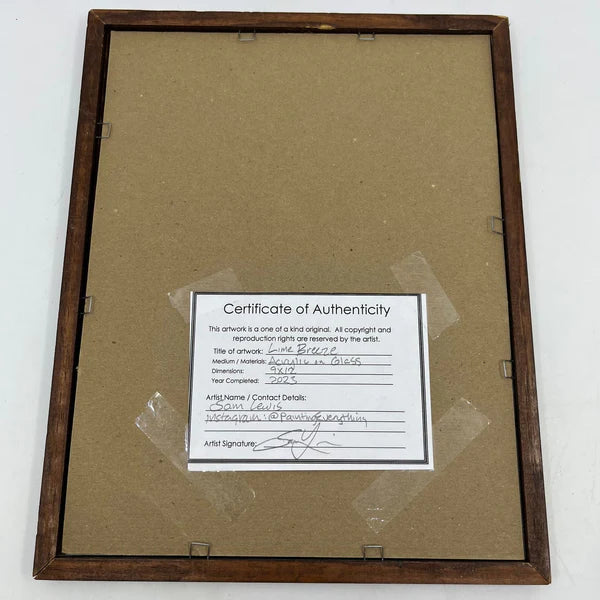 Certificate of Authenticity
This artwork is a one of a kind original. All copyright and
reproduction rights are reserved by the artist.
Title of artwork: Lime Breeze
Medium / Materials: Acrylic on Glass
Dimensions: 9x12
Year Completed: 2023
Artist Name / Contact Details:
Sam Lewis
instagram: @PaintingEverything
Artist Signature: